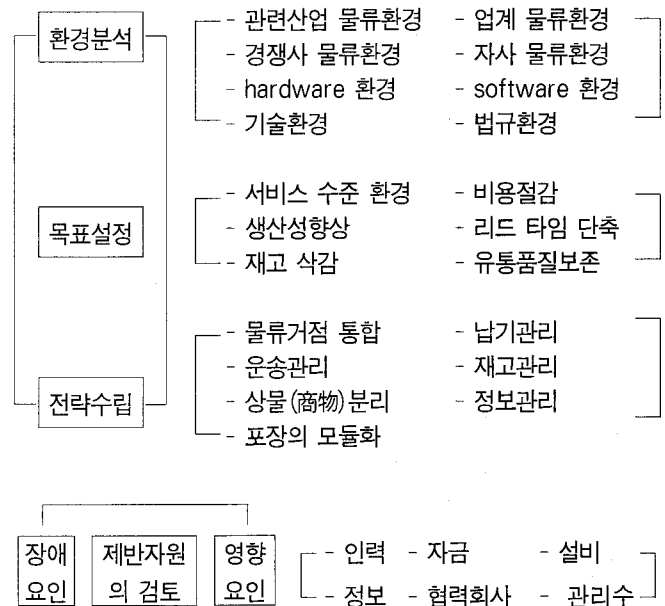 환경분석
- 관련산업 물류환경 - 업계 물류환경
- 경쟁사 물류환경 - 자사 물류환경
- hardware 환경 - software 환경
- 기술환경 - 법규환경
목표설정
- 서비스 수준 환경 - 비용절감
- 생산성향상 - 리드 타임 단축
- 재고 삭감 - 유통품질보존
전략수립
- 물류거점 통합 - 납기관리
- 운송관리 - 재고관리
- 상물(商物)분리 - 정보관리
- 포장의 모듈화
장애 요인
제반자원의 검토
영향 요인
- 인력 - 자금 - 설비
- 정보 - 협력회사 - 관리수